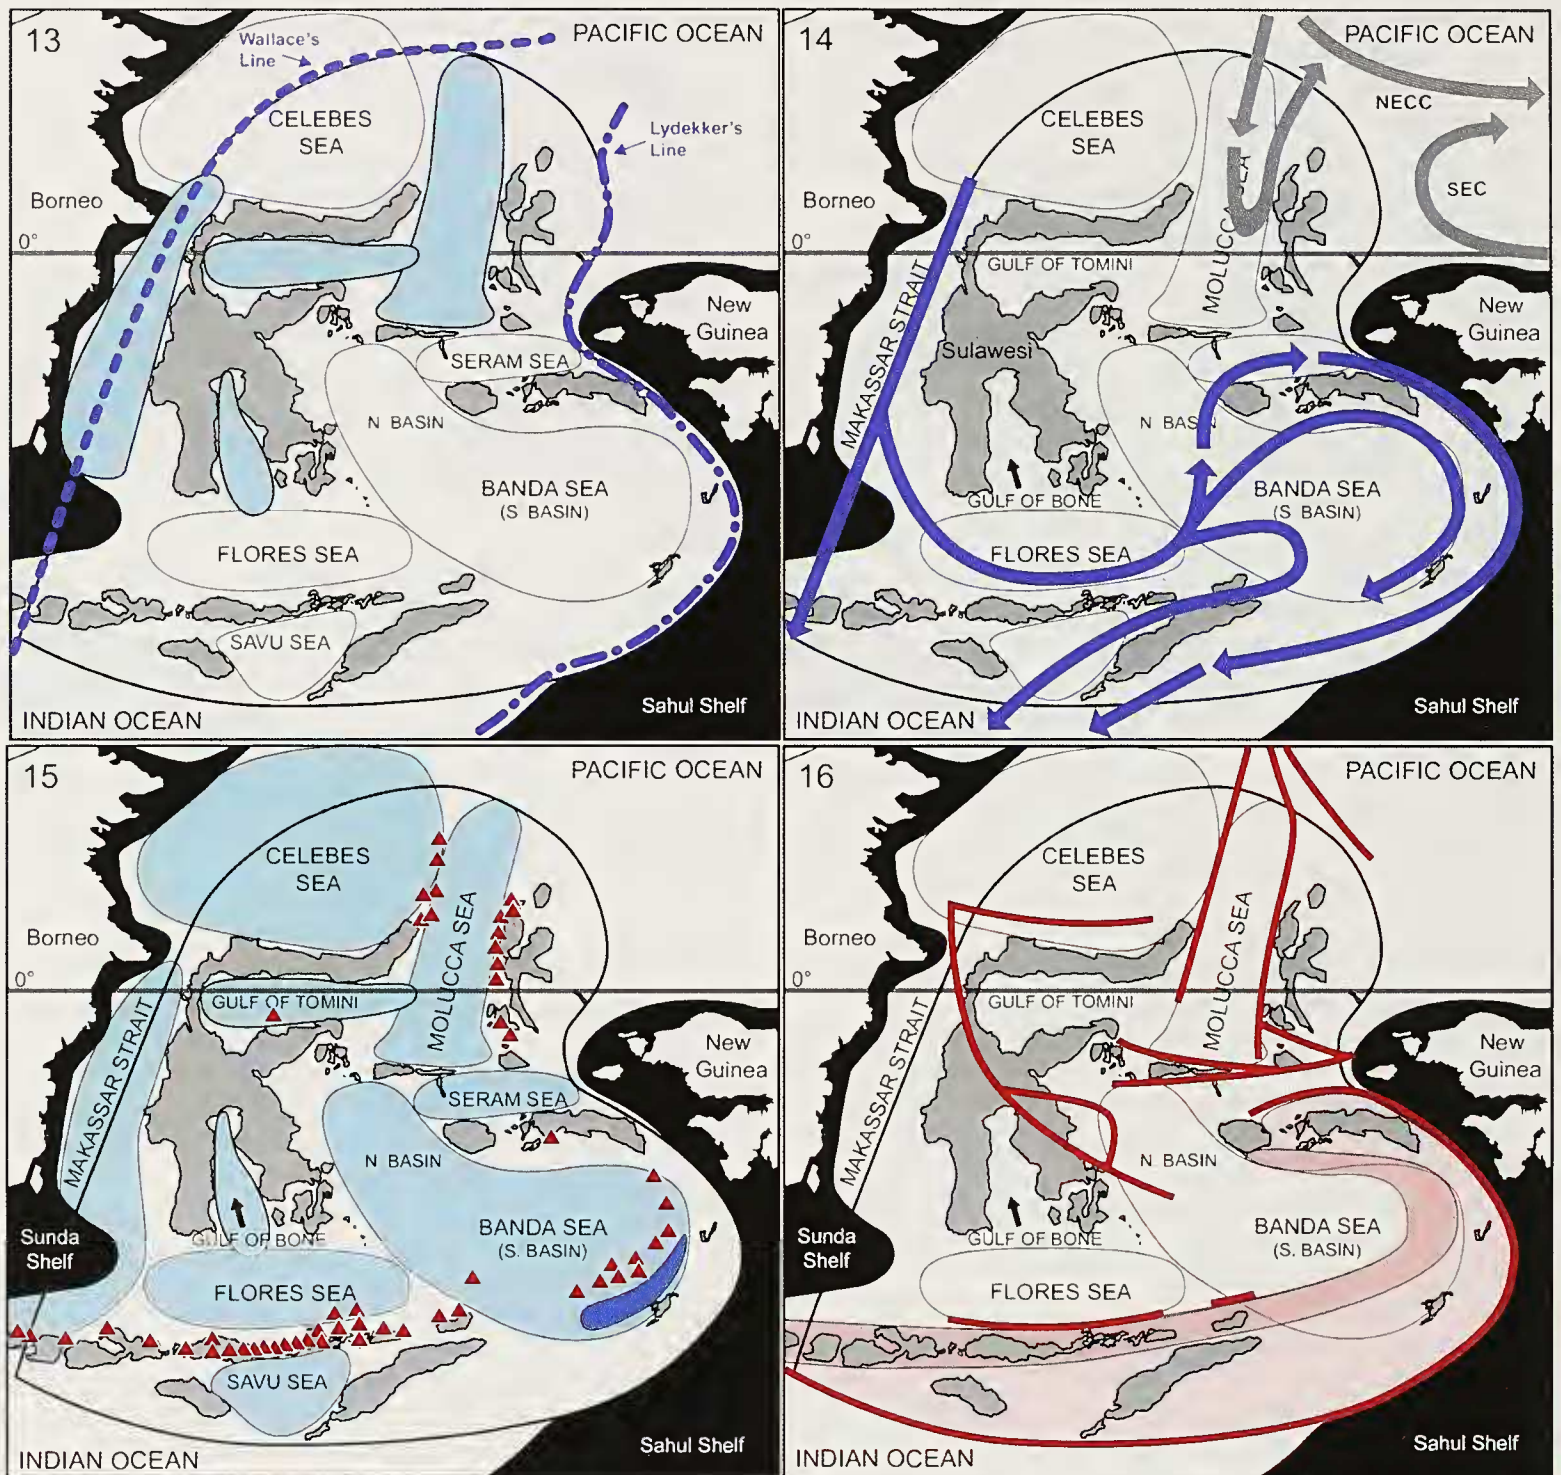 13
PACIFIC OCEAN
Wallace's
Line
CELEBES
SEA
Lydekker's
Line
Borneo
0°
New
Guinea
SERAM SEA
N BASIN
BANDA SEA
(S BASIN)
FLORES SEA
SAVU SEA
Sahul Shelf
INDIAN OCEAN
14
PACIFIC OCEAN
NECC
CELEBES
SEA
SEC
Borneo
0°
GULF OF TOMINI
MOLUCCA SEA
MAKASSAR STRAIT
New
Guinea
Sulawesi
N BASIN
BANDA SEA
(S BASIN)
GULF OF BONE
FLORES SEA
Sahul Shelf
INDIAN OCEAN
15
PACIFIC OCEAN
CELEBES
SEA
Borneo
0°
GULF OF TOMINI
MOLUCCA SEA
MAKASSAR STRAIT
New
Guinea
SERAM SEA
N BASIN
Sunda
Shelf
BANDA SEA
(S. BASIN)
GULF OF BONE
FLORES SEA
SAVU SEA
Sahul Shelf
INDIAN OCEAN
16
PACIFIC OCEAN
CELEBES
SEA
Borneo
0°
GULF OF TOMINI
MOLUCCA SEA
MAKASSAR STRAIT
New
Guinea
N BASIN
Sunda
Shelf
BANDA SEA
(S. BASIN)
GULF OF BONE
FLORES SEA
Sahul Shelf
INDIAN OCEAN